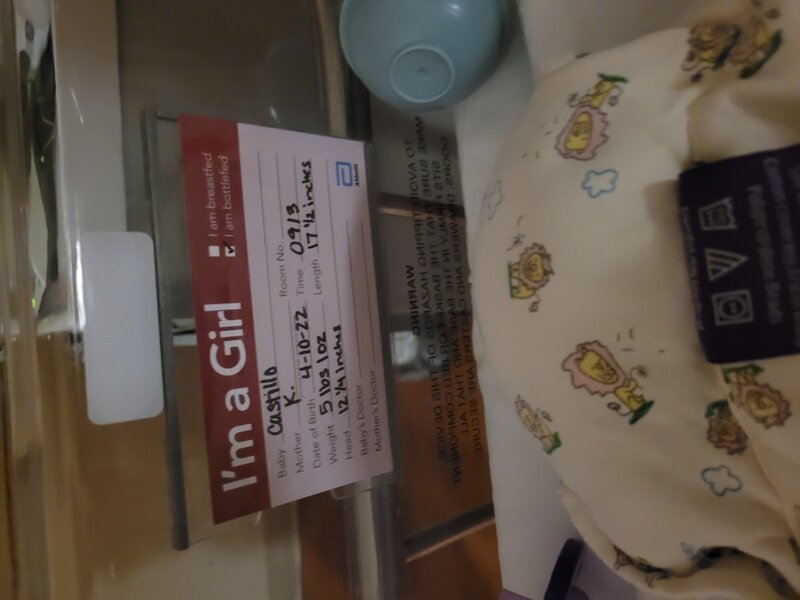 I'm a Girl
I am breastfed
I am bottlefed
Baby Castillo
Mother K.
Room No.
Date of Birth 4-10-22 Time 0913
Weight 5 lbs 1 oz Length 17 1/2 inches
Head 12 1/4 Inches
Baby's Doctor
Mother's Doctor
Abbott
WARNING
TO AVOID TIPPING HAZARDS OF THIS DEVICE,
MAKE SURE THAT THE BASKET OR BED COMPONENT
SITS FIRMLY IN THE BASE AND THAT ALL
DOORS, DRAWERS AND CASTERS ARE SECURE